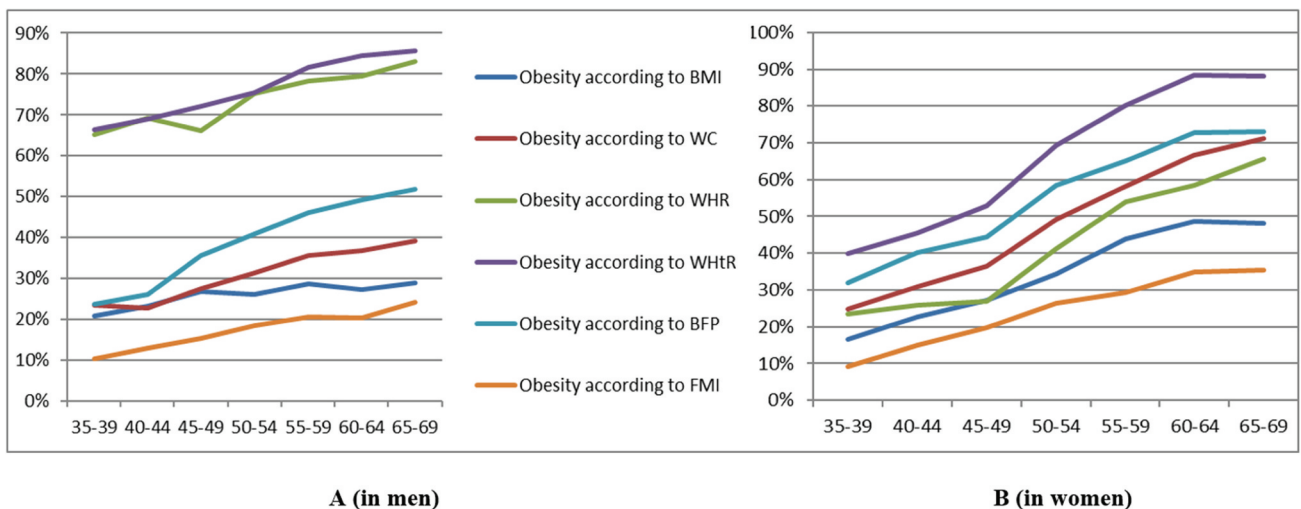 90%
80%
70%
60%
50%
40%
30%
20%
10%
0%
35-39 40-44 45-49 50-54 55-59 60-64 65-69
Obesity according to BMI
Obesity according to WC
Obesity according to WHR
Obesity according to WHtR
Obesity according to BFP
Obesity according to FMI
100%
90%
80%
70%
60%
50%
40%
30%
20%
10%
0%
35-39 40-44 45-49 50-54 55-59 60-64 65-69
A (in men)
B (in women)